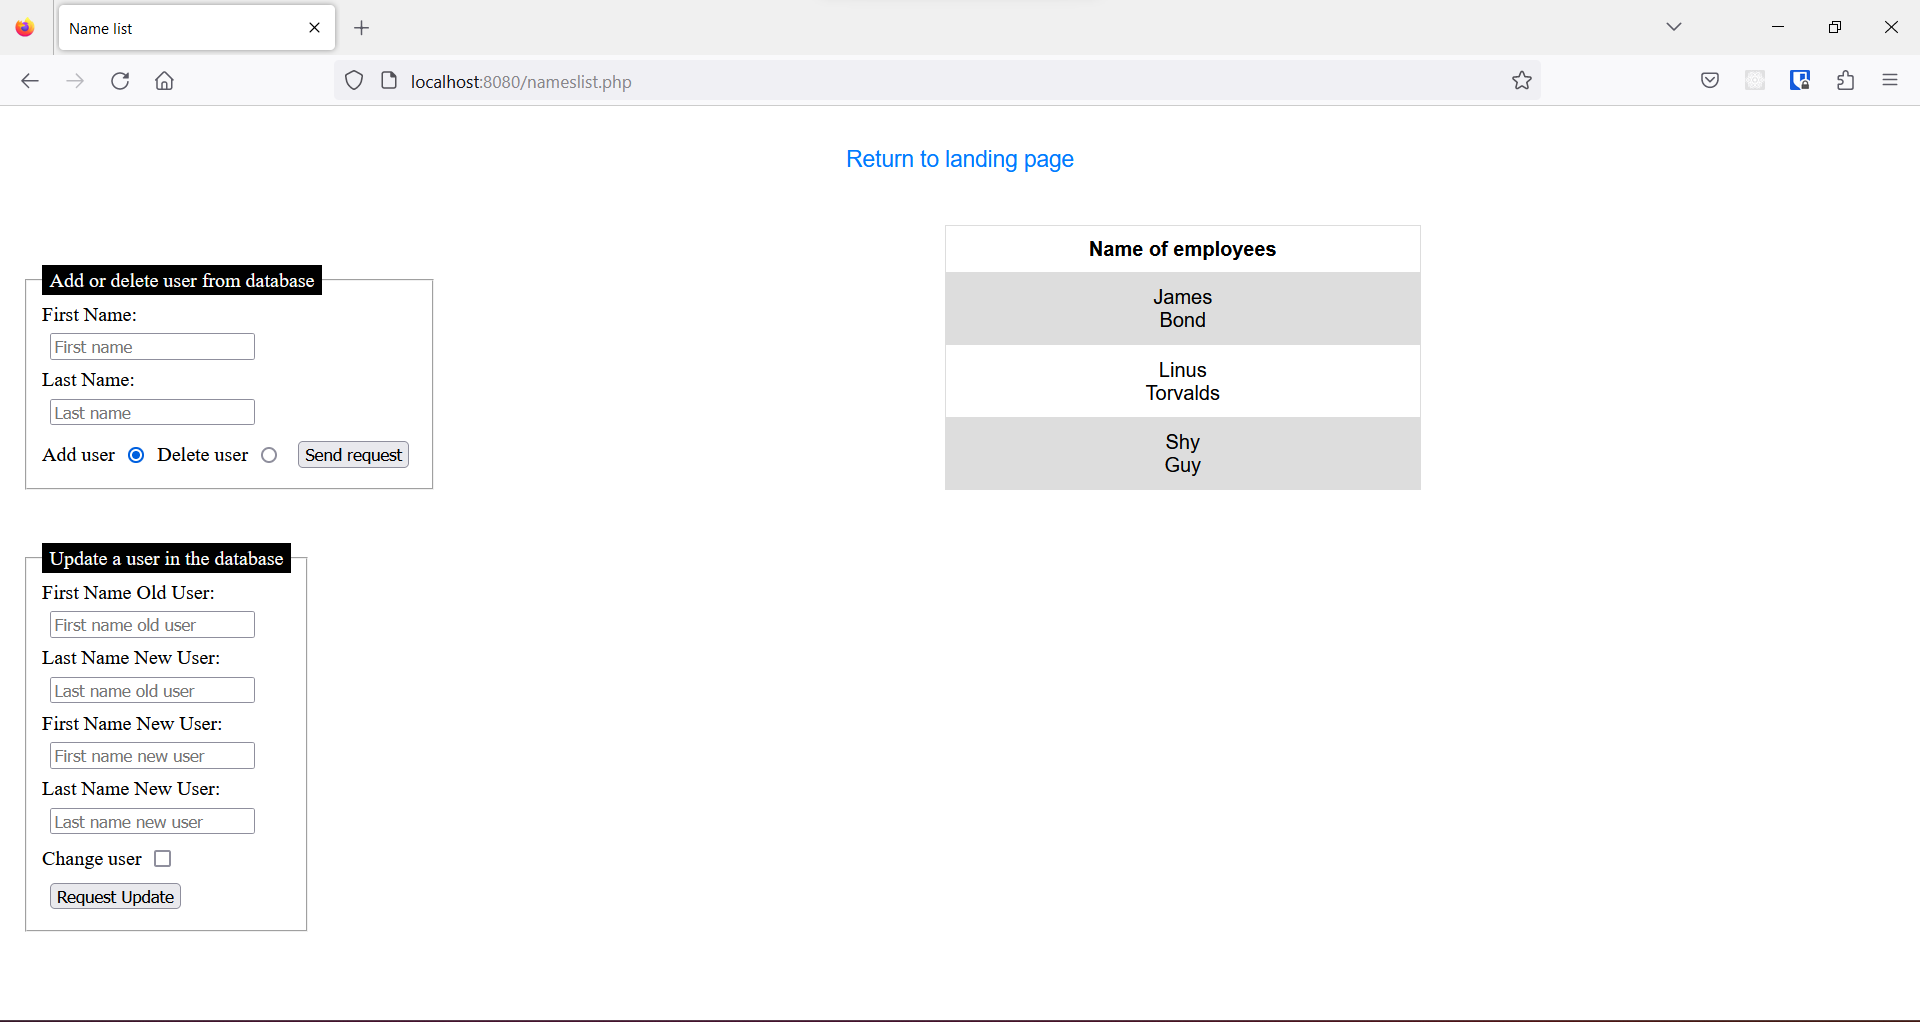 Name list
localhost:8080/nameslist.php
Return to landing page
Add or delete user from database
First Name:
First name
Last Name:
Last name
Add user Delete user Send request
Name of employees
James
Bond
Linus
Torvalds
Shy
Guy
Update a user in the database
First Name Old User:
First name old user
Last Name New User:
Last name old user
First Name New User:
First name new user
Last Name New User:
Last name new user
Change user
Request Update